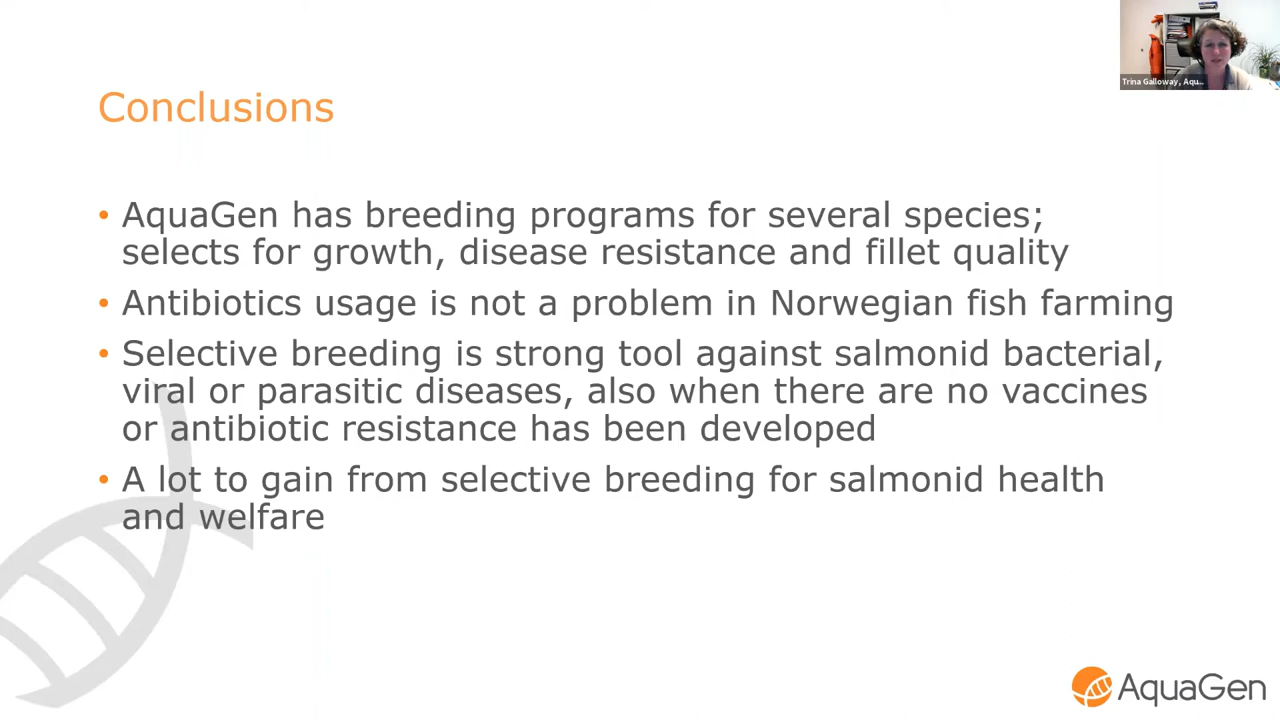 Trina Galloway, Aqu...
Conclusions
• AquaGen has breeding programs for several species;
selects for growth, disease resistance and fillet quality
• Antibiotics usage is not a problem in Norwegian fish farming
• Selective breeding is strong tool against salmonid bacterial,
viral or parasitic diseases, also when there are no vaccines
or antibiotic resistance has been developed
• A lot to gain from selective breeding for salmonid health
and welfare
AquaGen